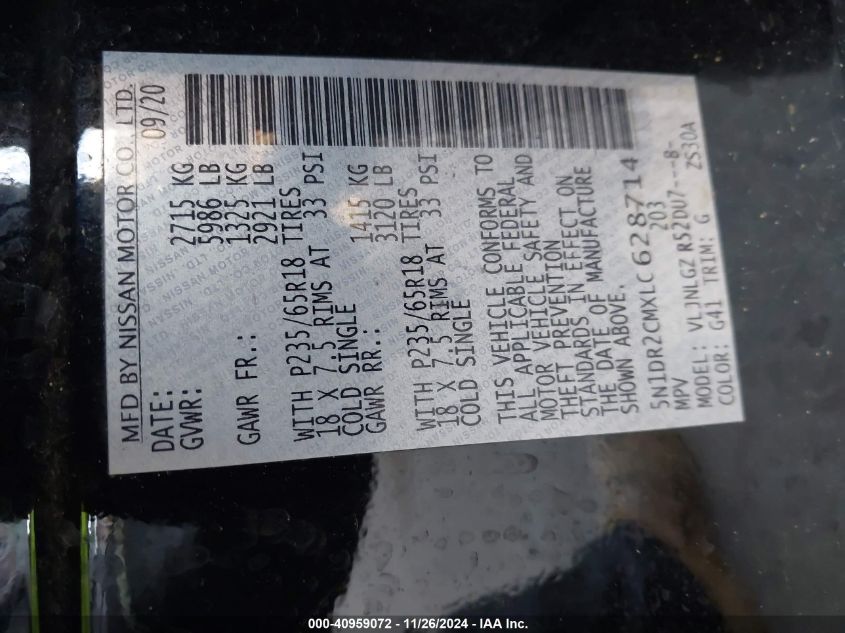 MFD BY NISSAN MOTOR CO., LTD.
DATE: 09/20
GVWR: 2715 KG
5986 LB
GAWR FR.: 1325 KG
2921 LB
WITH P235/65R18 TIRES
18 X 7.5 RIMS AT 33 PSI
COLD SINGLE
GAWR RR.: 1415 KG
3120 LB
WITH P235/65R18 TIRES
18 X 7.5 RIMS AT 33 PSI
COLD SINGLE
THIS VEHICLE CONFORMS TO
ALL APPLICABLE FEDERAL
MOTOR VEHICLE SAFETY AND
THEFT PREVENTION
STANDARDS IN EFFECT ON
THE DATE OF MANUFACTURE
SHOWN ABOVE.
5N1DR2CMXLC628714
MPV 203
MODEL: VLJNLGZ R52DU7---8-
COLOR: G41 TRIM: G ZS30A
000-40959072 - 11/26/2024 - IAA Inc.